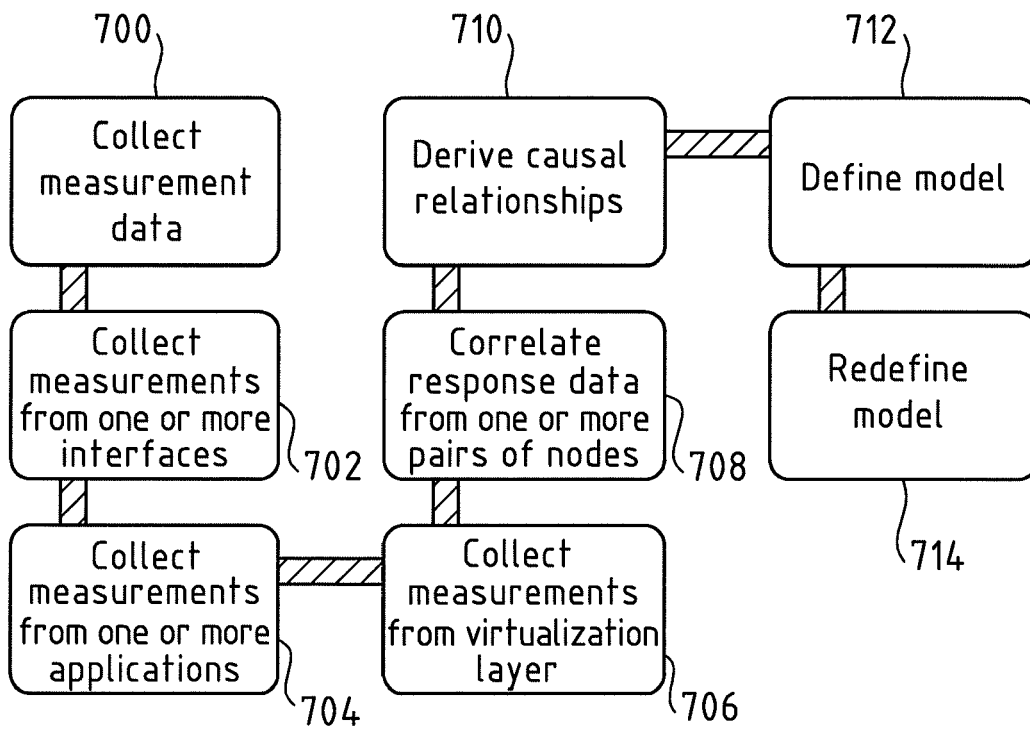 700
Collect
measurement
data
Collect
measurements
from one or more
interfaces
702
Collect
measurements
from one or more
applications
704
Collect
measurements
from virtualization
layer
706
Correlate
response data
from one or more
pairs of nodes
708
710
Derive causal
relationships
712
Define model
Redefine
model
714